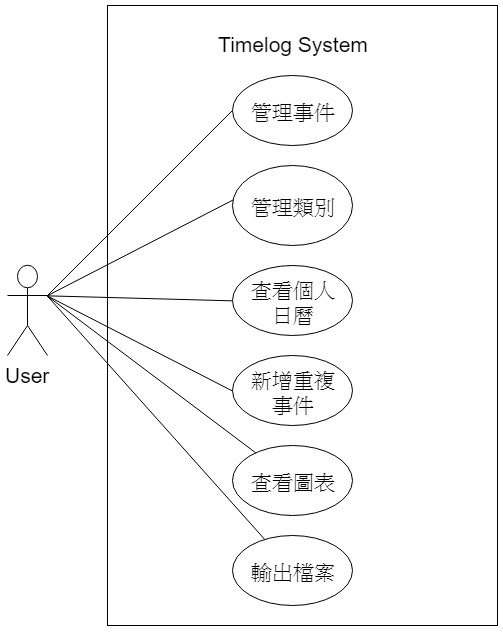 Timelog System
管理事件
管理類別
查看個人
日曆
User
新增重複
事件
查看圖表
輸出檔案